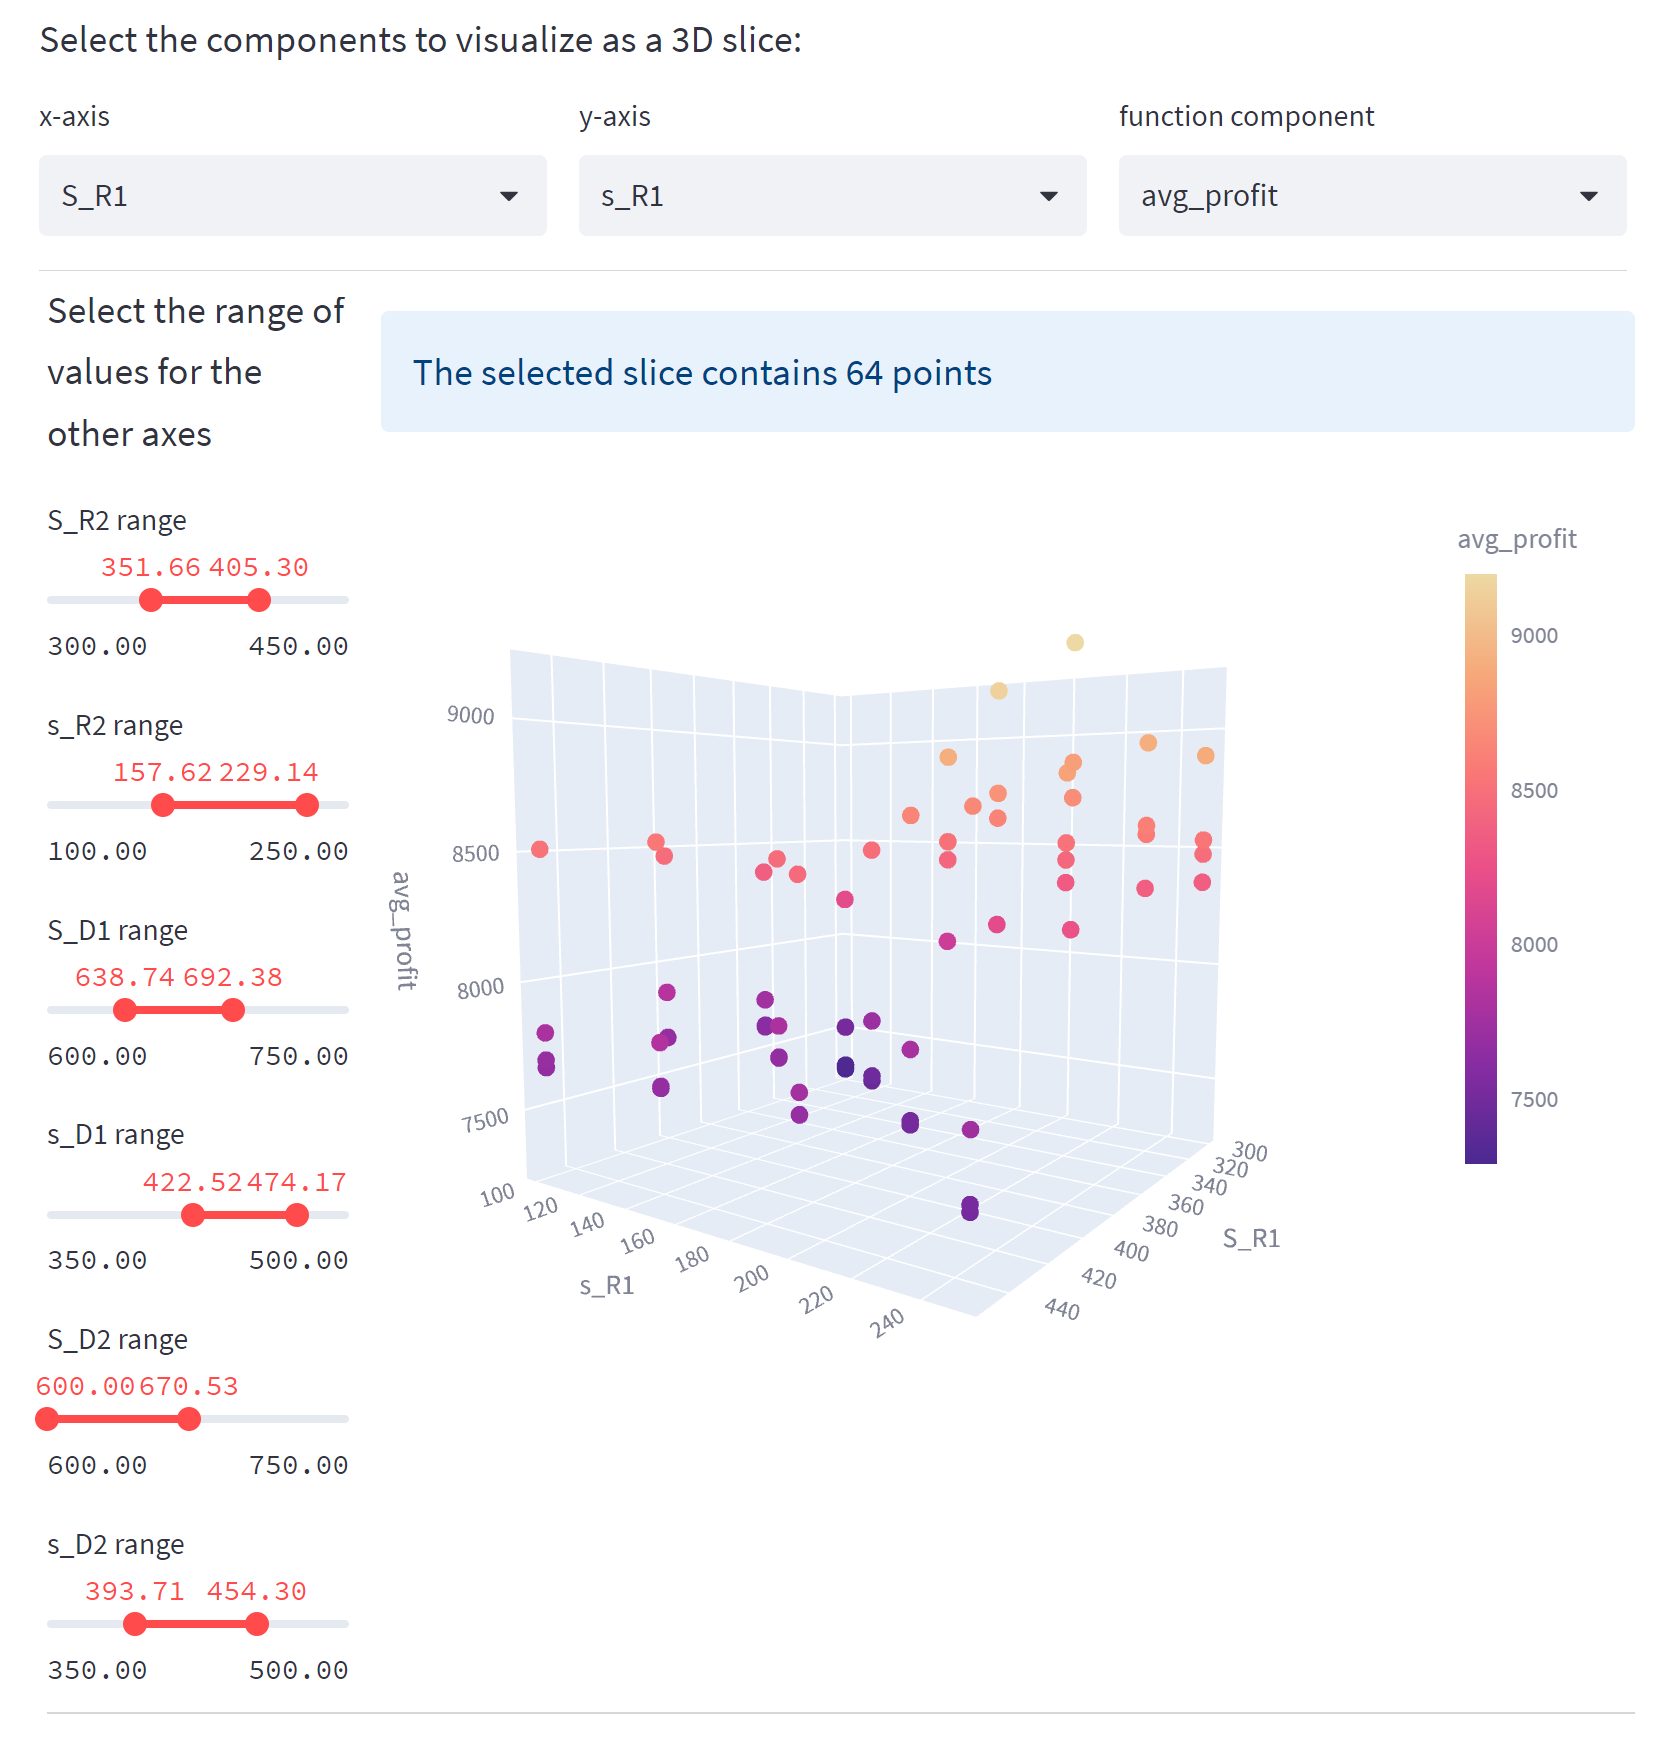 Select the components to visualize as a 3D slice:
x-axis
y-axis
function component
S_R1
s_R1
avg_profit
Select the range of
values for the
other axes
The selected slice contains 64 points
S_R2 range
351.66 405.30
300.00 450.00
s_R2 range
157.62 229.14
100.00 250.00
S_D1 range
638.74 692.38
600.00 750.00
s_D1 range
422.52 474.17
350.00 500.00
S_D2 range
600.00 670.53
600.00 750.00
s_D2 range
393.71 454.30
350.00 500.00
avg_profit
9000
8500
8000
7500
avg_profit
9000
8500
8000
7500
100
120
140
160
180
200
220
240
s_R1
300
320
340
360
380
400
420
440
S_R1